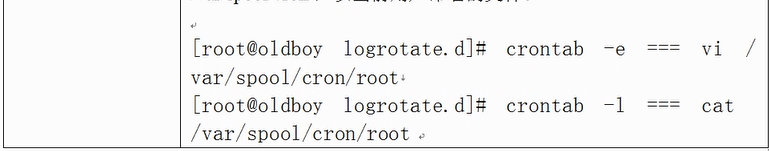 [root@oldboy logrotate.d]# crontab -e === vi /
var/spool/cron/root
[root@oldboy logrotate.d]# crontab -l === cat
/var/spool/cron/root